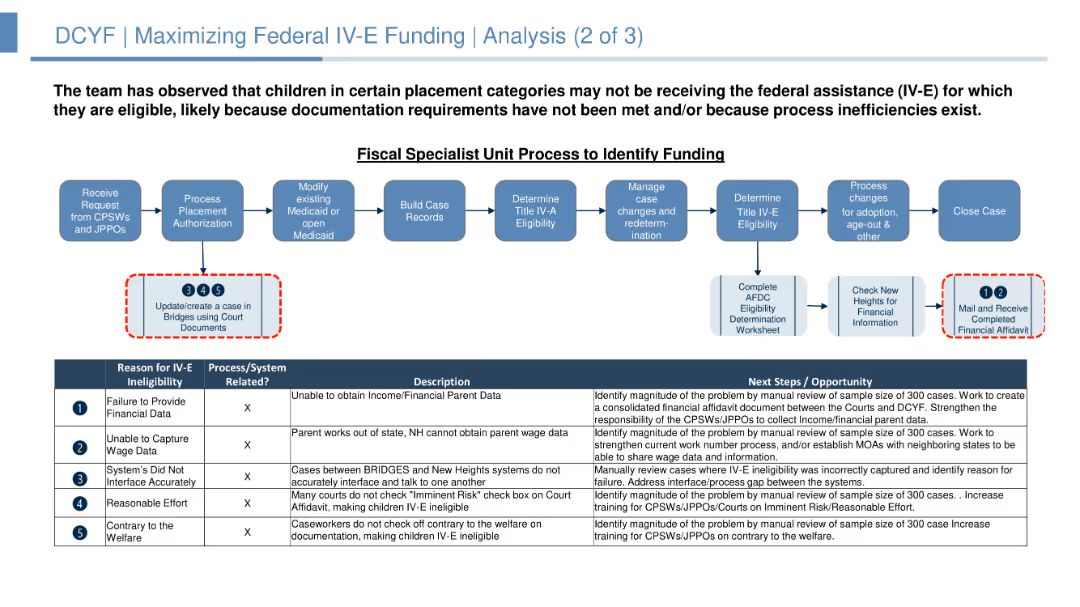 DCYF | Maximizing Federal IV-E Funding | Analysis (2 of 3)
The team has observed that children in certain placement categories may not be receiving the federal assistance (IV-E) for which
they are eligible, likely because documentation requirements have not been met and/or because process inefficiencies exist.
Fiscal Specialist Unit Process to Identify Funding
Receive
Request
from CPSWs
and JPPOs
Process
Placement
Authorization
Modify
existing
Medicaid or
open
Medicaid
Build Case
Records
Determine
Title IV-A
Eligibility
Manage
case
changes and
redeterm-
ination
Determine
Title IV-E
Eligibility
Process
changes
for adoption,
age-out &
other
Close Case
3 4 5
Update/create a case in
Bridges using Court
Documents
Complete
AFDC
Eligibility
Determination
Worksheet
Check New
Heights for
Financial
Information
1 2
Mail and Receive
Completed
Financial Affidavit
Reason for IV-E
Ineligibility
Process/System
Related?
Description
Next Steps / Opportunity
1
Failure to Provide
Financial Data
X
Unable to obtain Income/Financial Parent Data
Identify magnitude of the problem by manual review of sample size of 300 cases. Work to create
a consolidated financial affidavit document between the Courts and DCYF. Strengthen the
responsibility of the CPSWs/JPPOs to collect Income/financial parent data.
2
Unable to Capture
Wage Data
X
Parent works out of state, NH cannot obtain parent wage data
Identify magnitude of the problem by manual review of sample size of 300 cases. Work to
strengthen current work number process, and/or establish MOAs with neighboring states to be
able to share wage data and information.
3
System's Did Not
Interface Accurately
X
Cases between BRIDGES and New Heights systems do not
accurately interface and talk to one another
Manually review cases where IV-E ineligibility was incorrectly captured and identify reason for
failure. Address interface/process gap between the systems.
4
Reasonable Effort
X
Many courts do not check "Imminent Risk" check box on Court
Affidavit, making children IV-E ineligible
Identify magnitude of the problem by manual review of sample size of 300 cases. . Increase
training for CPSWs/JPPOs/Courts on Imminent Risk/Reasonable Effort.
5
Contrary to the
Welfare
X
Caseworkers do not check off contrary to the welfare on
documentation, making children IV-E ineligible
Identify magnitude of the problem by manual review of sample size of 300 case Increase
training for CPSWs/JPPOs on contrary to the welfare.